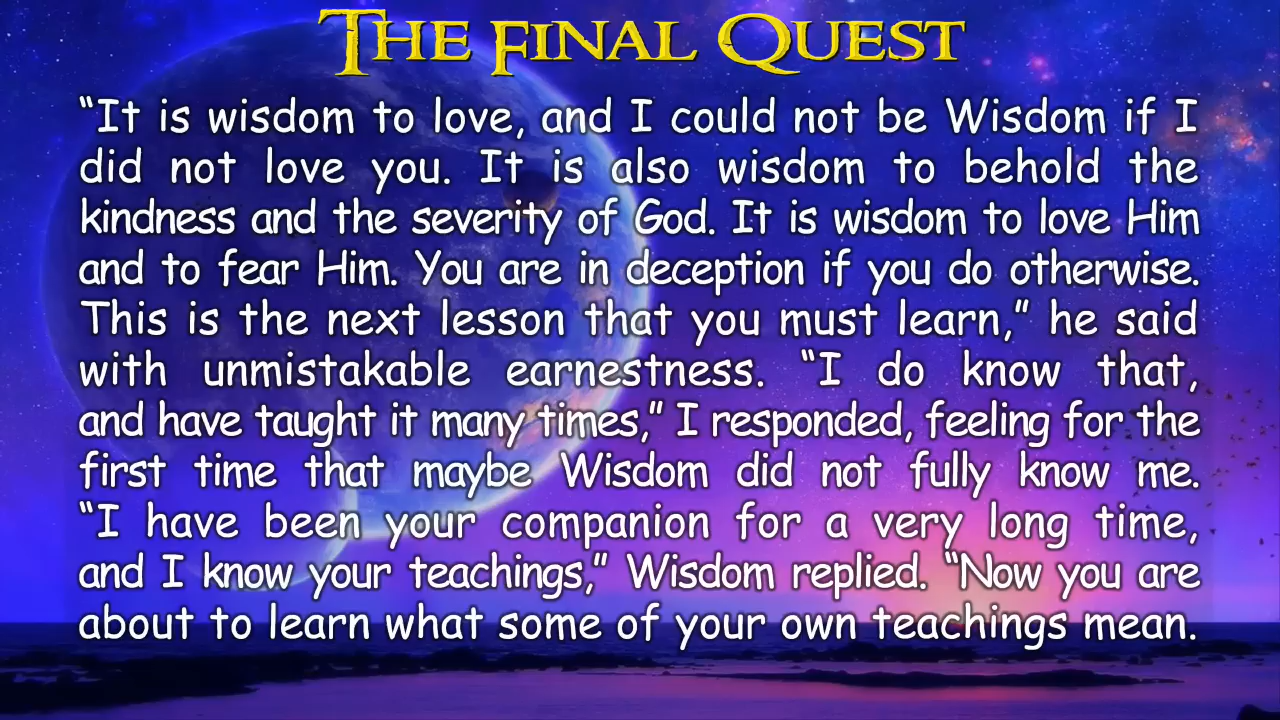 The Final Quest
“It is wisdom to love, and I could not be Wisdom if I
did not love you. It is also wisdom to behold the
kindness and the severity of God. It is wisdom to love Him
and to fear Him. You are in deception if you do otherwise.
This is the next lesson that you must learn,” he said
with unmistakable earnestness. “I do know that,
and have taught it many times,” I responded, feeling for the
first time that maybe Wisdom did not fully know me.
“I have been your companion for a very long time,
and I know your teachings,” Wisdom replied. “Now you are
about to learn what some of your own teachings mean.